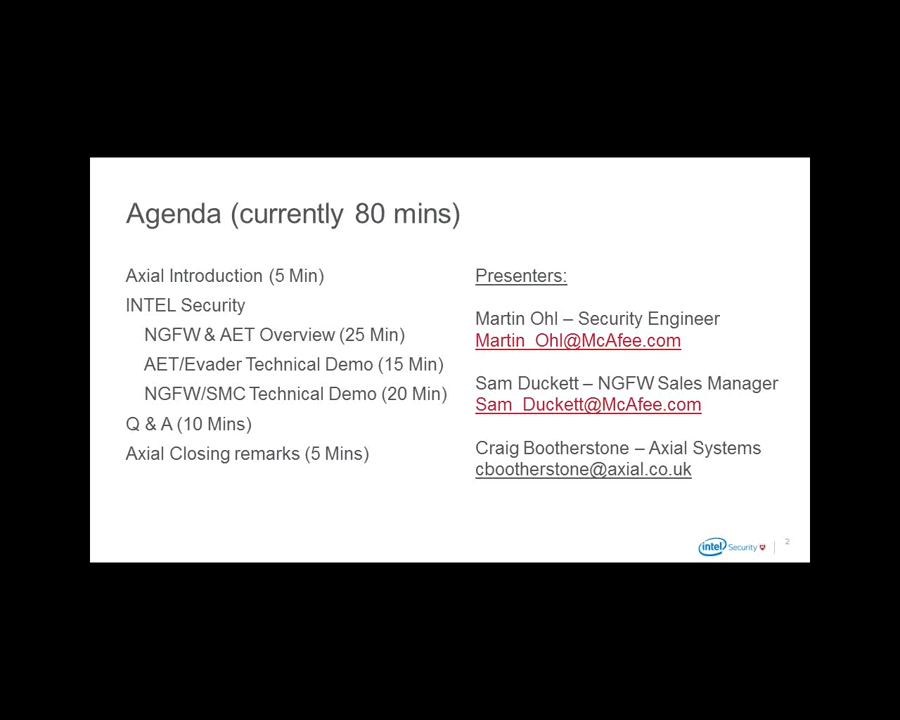 Agenda (currently 80 mins)
Axial Introduction (5 Min)
INTEL Security
NGFW & AET Overview (25 Min)
AET/Evader Technical Demo (15 Min)
NGFW/SMC Technical Demo (20 Min)
Q & A (10 Mins)
Axial Closing remarks (5 Mins)
Presenters:
Martin Ohl – Security Engineer
Martin_Ohl@McAfee.com
Sam Duckett – NGFW Sales Manager
Sam_Duckett@McAfee.com
Craig Bootherstone – Axial Systems
cbootherstone@axial.co.uk
intel Security
2